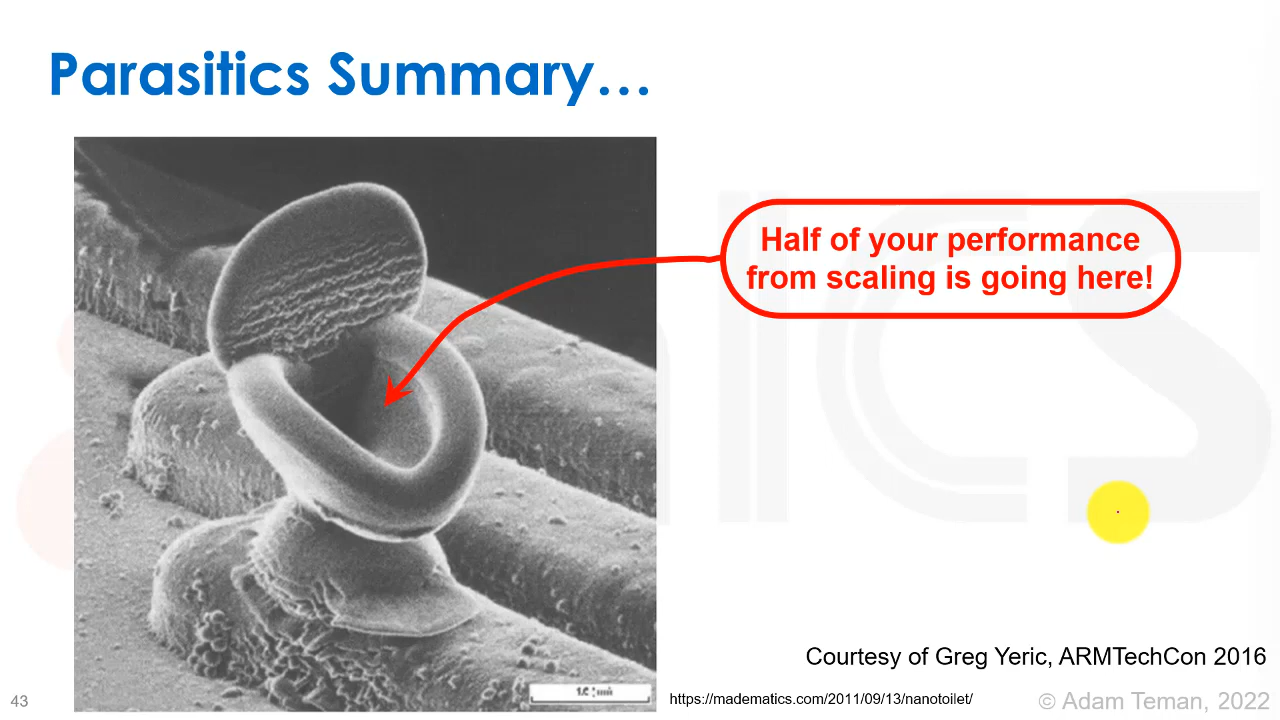 Parasitics Summary…
Half of your performance
from scaling is going here!
Courtesy of Greg Yeric, ARMTechCon 2016
43
https://madematics.com/2011/09/13/nanotoilet/
© Adam Teman, 2022